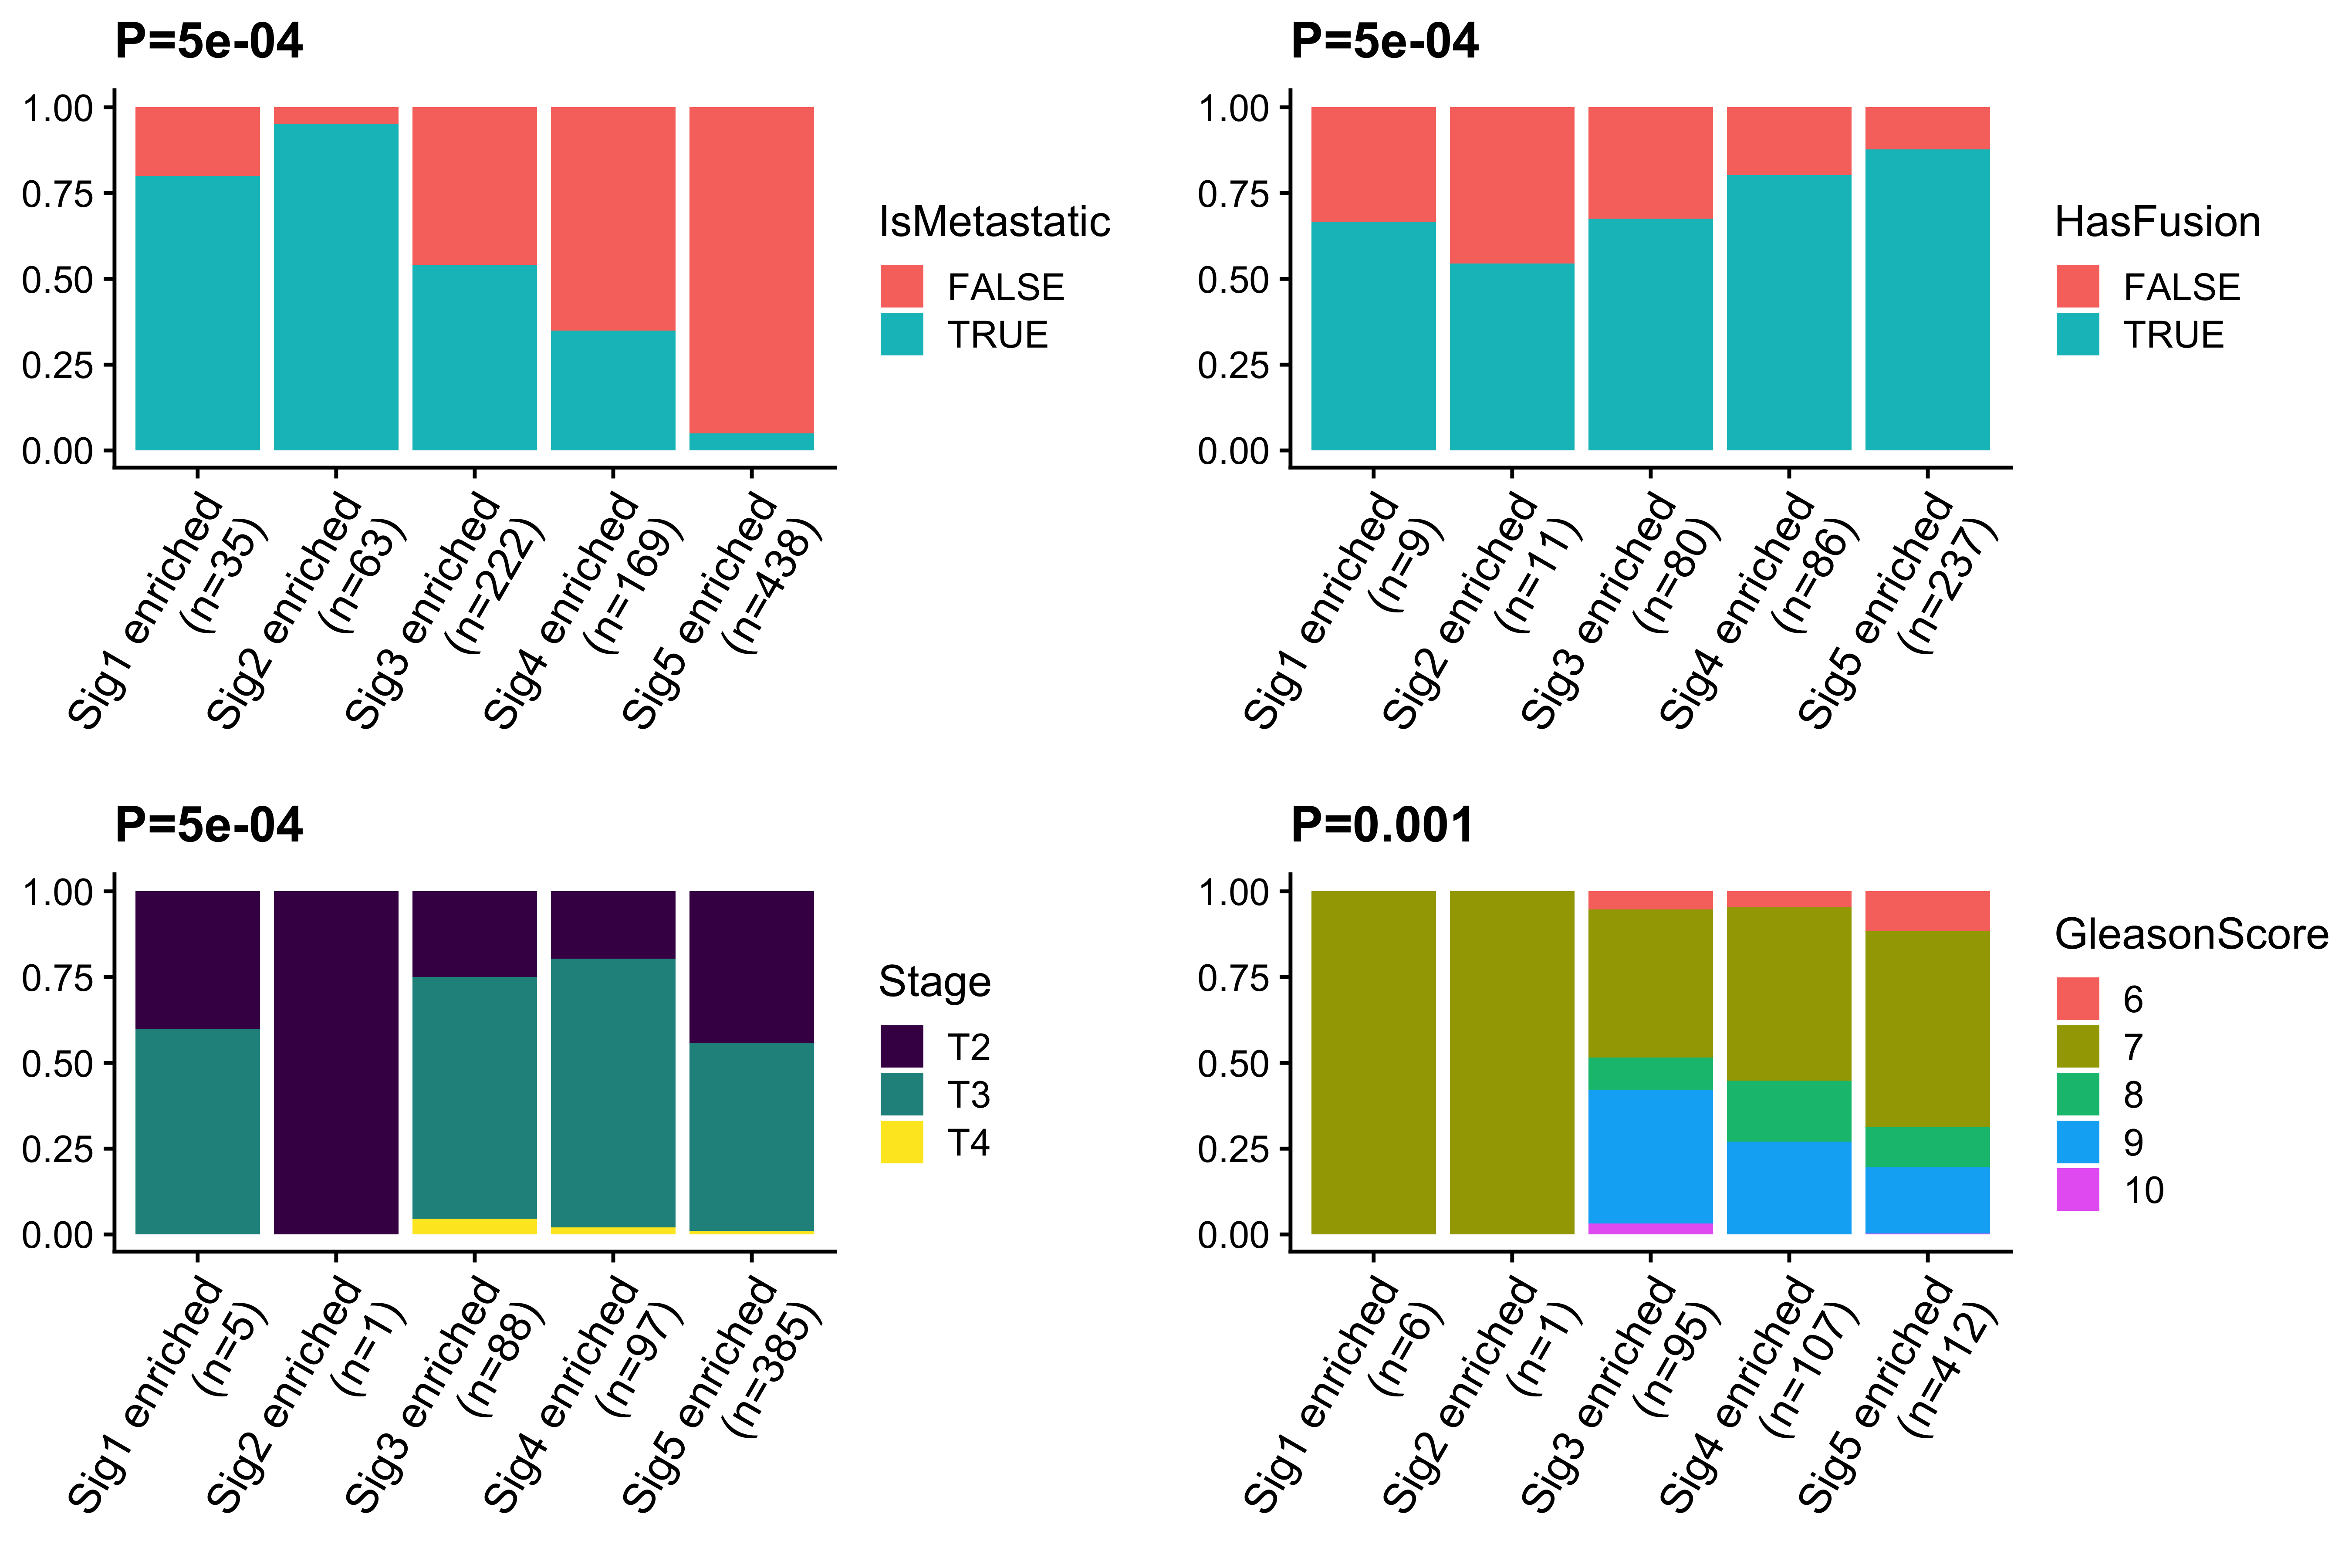 P=5e-04
1.00
0.75
0.50
0.25
0.00
Sig1 enriched
(n=35)
Sig2 enriched
(n=63)
Sig3 enriched
(n=222)
Sig4 enriched
(n=169)
Sig5 enriched
(n=438)
IsMetastatic
FALSE
TRUE
P=5e-04
1.00
0.75
0.50
0.25
0.00
Sig1 enriched
(n=9)
Sig2 enriched
(n=11)
Sig3 enriched
(n=80)
Sig4 enriched
(n=86)
Sig5 enriched
(n=237)
HasFusion
FALSE
TRUE
P=5e-04
1.00
0.75
0.50
0.25
0.00
Sig1 enriched
(n=5)
Sig2 enriched
(n=1)
Sig3 enriched
(n=88)
Sig4 enriched
(n=97)
Sig5 enriched
(n=385)
Stage
T2
T3
T4
P=0.001
1.00
0.75
0.50
0.25
0.00
Sig1 enriched
(n=6)
Sig2 enriched
(n=1)
Sig3 enriched
(n=95)
Sig4 enriched
(n=107)
Sig5 enriched
(n=412)
GleasonScore
6
7
8
9
10